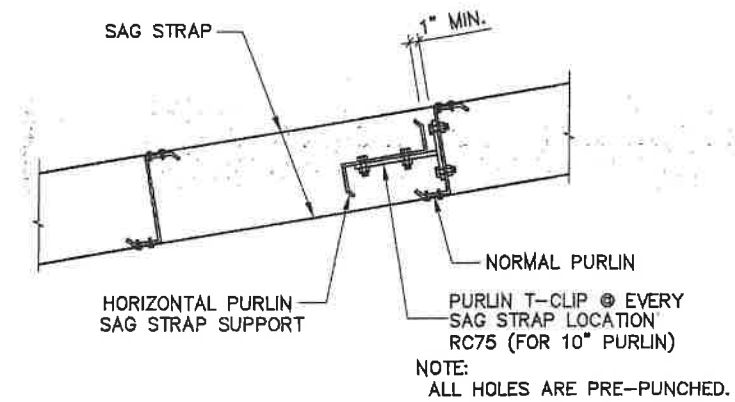 1" MIN.
SAG STRAP
NORMAL PURLIN
HORIZONTAL PURLIN
SAG STRAP SUPPORT
PURLIN T-CLIP @ EVERY
SAG STRAP LOCATION
RC75 (FOR 10" PURLIN)
NOTE:
ALL HOLES ARE PRE-PUNCHED.